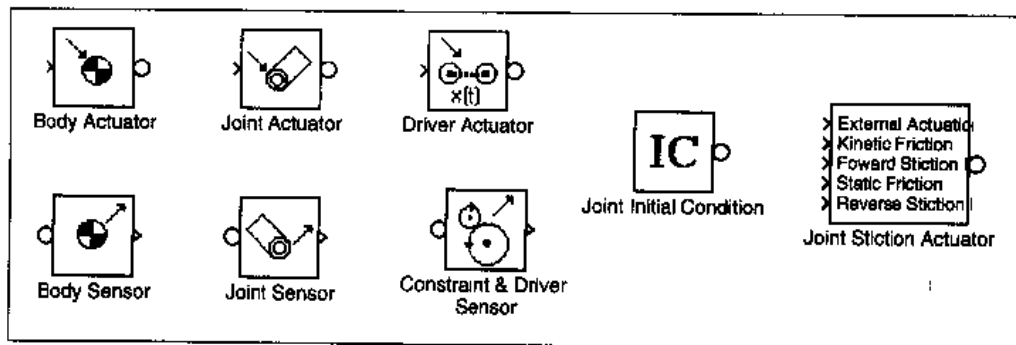 x(t)
Body Actuator
Joint Actuator
Driver Actuator
IC
Joint Initial Condition
External Actuatio
Kinetic Friction
Foward Stiction
Static Friction
Reverse Stiction
Joint Stiction Actuator
Body Sensor
Joint Sensor
Constraint & Driver
Sensor